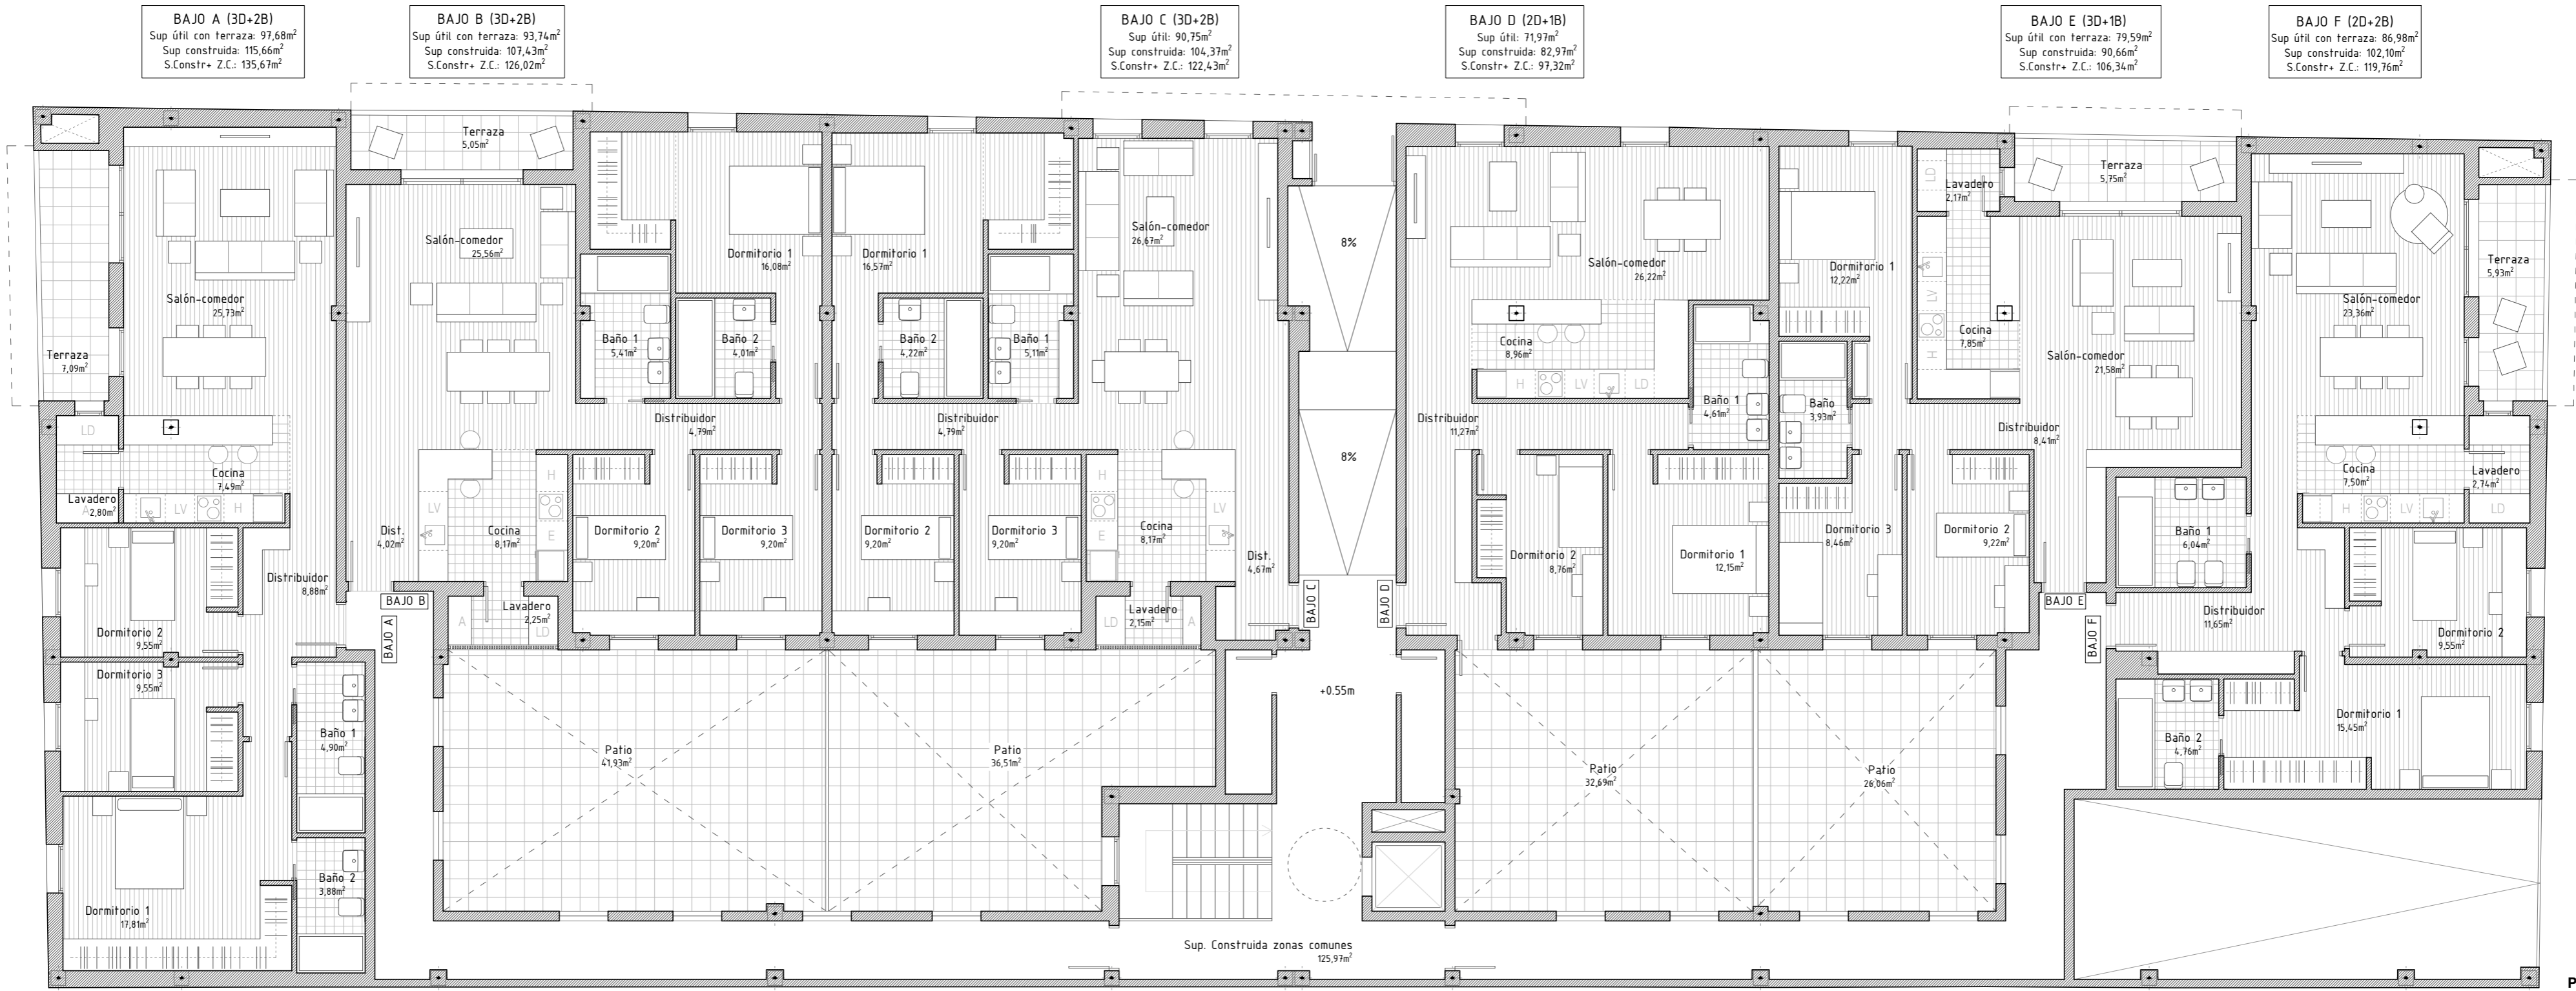 BAJO A (3D+2B)
Sup útil con terraza: 97,68m²
Sup construida: 115,66m²
S.Constr+ Z.C.: 135,67m²
BAJO B (3D+2B)
Sup útil con terraza: 93,74m²
Sup construida: 107,43m²
S.Constr+ Z.C.: 126,02m²
BAJO C (3D+2B)
Sup útil: 90,75m²
Sup construida: 104,37m²
S.Constr+ Z.C.: 122,43m²
BAJO D (2D+1B)
Sup útil: 71,97m²
Sup construida: 82,97m²
S.Constr+ Z.C.: 97,32m²
BAJO E (3D+1B)
Sup útil con terraza: 79,59m²
Sup construida: 90,66m²
S.Constr+ Z.C.: 106,34m²
BAJO F (2D+2B)
Sup útil con terraza: 86,98m²
Sup construida: 102,10m²
S.Constr+ Z.C.: 119,76m²
Salón-comedor
25,73m²
Terraza
7,09m²
LD
Cocina
7,49m²
Lavadero
2,80m²
A
LV
H
Distribuidor
8,88m²
Dormitorio 2
9,55m²
Dormitorio 3
9,55m²
Baño 1
4,90m²
Baño 2
3,88m²
Dormitorio 1
17,81m²
BAJO A
BAJO B
Terraza
5,05m²
Salón-comedor
25,56m²
Dormitorio 1
16,08m²
Baño 1
5,41m²
Baño 2
4,01m²
Distribuidor
4,79m²
H
LV
E
Cocina
8,17m²
Dist.
4,02m²
Lavadero
2,25m²
A
LD
Dormitorio 2
9,20m²
Dormitorio 3
9,20m²
Patio
41,93m²
Dormitorio 1
16,57m²
Baño 2
4,22m²
Baño 1
5,11m²
Salón-comedor
26,67m²
Distribuidor
4,79m²
Dormitorio 2
9,20m²
Dormitorio 3
9,20m²
H
E
LV
Cocina
8,17m²
Dist.
4,67m²
Lavadero
2,15m²
LD
A
Patio
36,51m²
BAJO C
8%
8%
BAJO D
+0.55m
Salón-comedor
26,22m²
Cocina
8,96m²
H
LV
LD
Baño 1
4,61m²
Distribuidor
11,27m²
Dormitorio 2
8,76m²
Dormitorio 1
12,15m²
Patio
32,69m²
Dormitorio 1
12,22m²
Baño
3,93m²
LD
Lavadero
2,17m²
LV
H
Cocina
7,85m²
Terraza
5,75m²
Salón-comedor
21,58m²
Distribuidor
8,41m²
Dormitorio 3
8,46m²
Dormitorio 2
9,22m²
Patio
26,06m²
BAJO E
BAJO F
Salón-comedor
23,36m²
Terraza
5,93m²
Cocina
7,50m²
Lavadero
2,74m²
H
LV
LD
Baño 1
6,04m²
Distribuidor
11,65m²
Dormitorio 2
9,55m²
Dormitorio 1
15,45m²
Baño 2
4,76m²
Sup. Construida zonas comunes
125,97m²
P